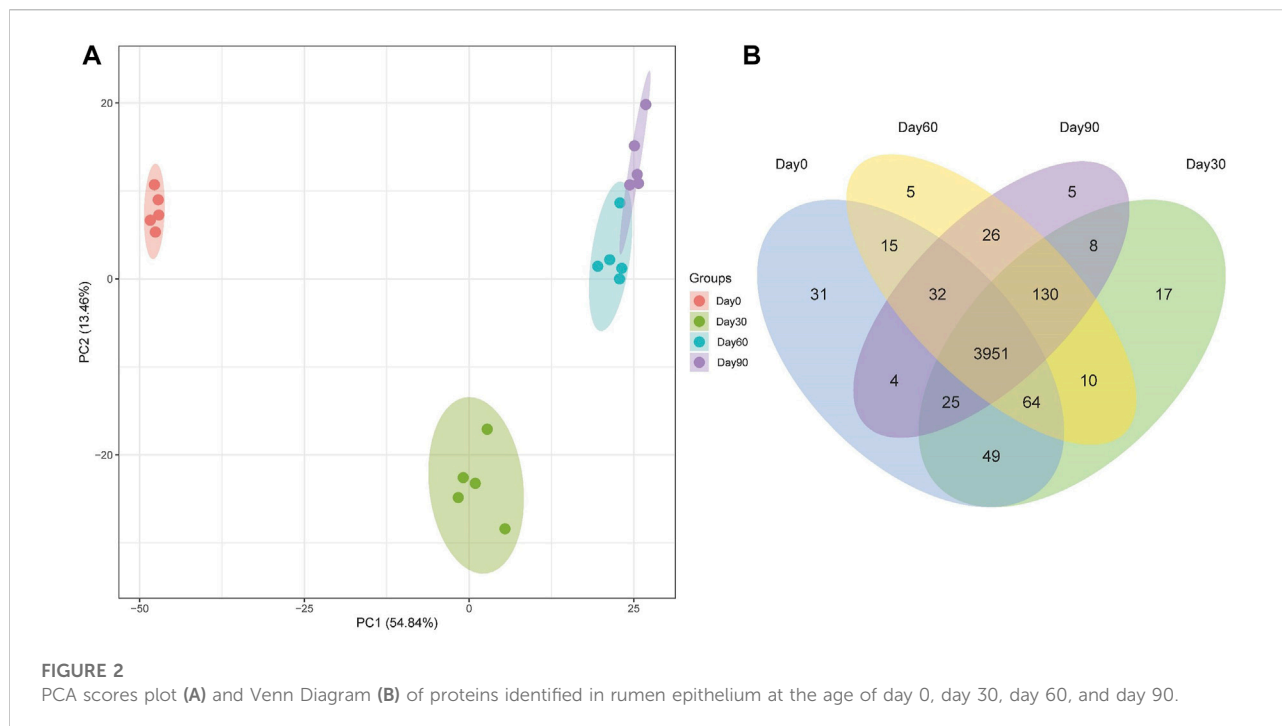 A
20
0
−20
−50
−25
0
25
PC2 (13.46%)
PC1 (54.84%)
Groups
Day0
Day30
Day60
Day90
B
Day60
Day90
Day0
Day30
5
5
15
26
8
31
32
130
17
3951
4
10
25
64
49
FIGURE 2
PCA scores plot (A) and Venn Diagram (B) of proteins identified in rumen epithelium at the age of day 0, day 30, day 60, and day 90.